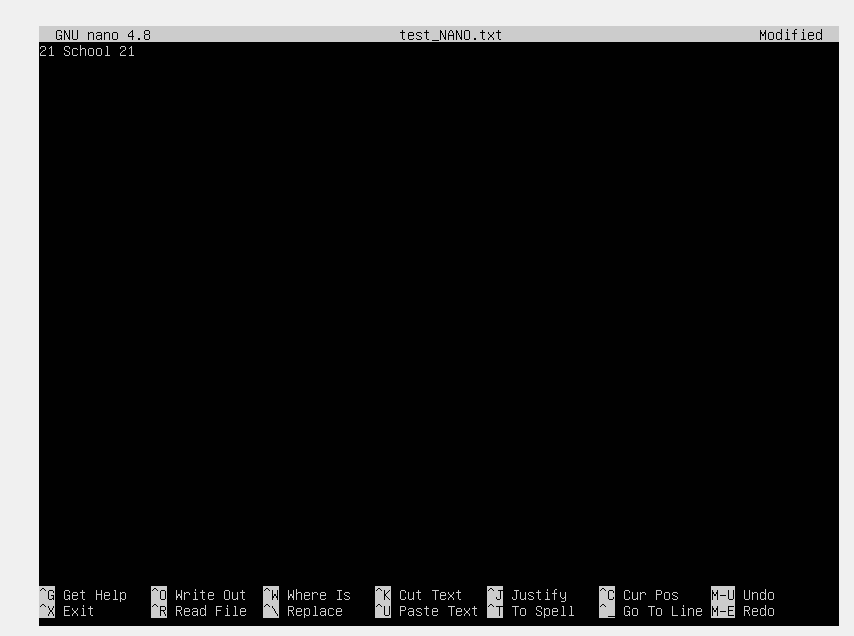 GNU nano 4.8 test_NANO.txt Modified
21 School 21
^G Get Help ^O Write Out ^W Where Is ^K Cut Text ^J Justify ^C Cur Pos M-U Undo
^X Exit ^R Read File ^\ Replace ^U Paste Text ^T To Spell ^_ Go To Line M-E Redo